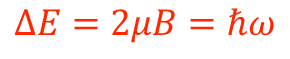 Δ𝐸 = 2𝜇𝐵 = ℏ𝜔